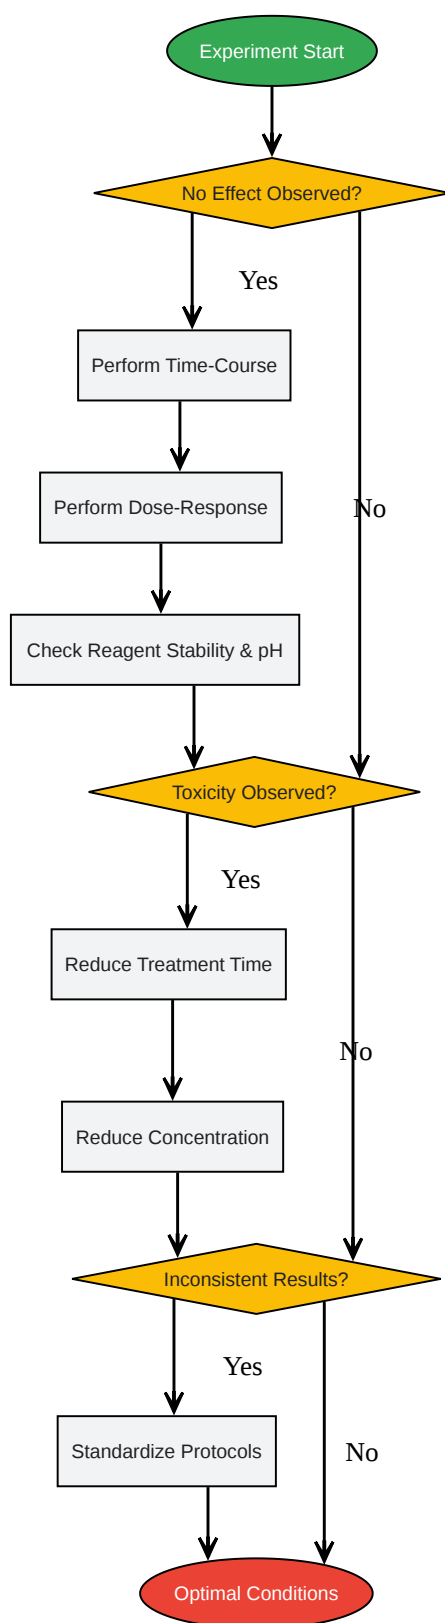 Experiment Start
No Effect Observed?
Yes
Perform Time-Course
Perform Dose-Response
No
Check Reagent Stability & pH
Toxicity Observed?
Yes
Reduce Treatment Time
No
Reduce Concentration
Inconsistent Results?
Yes
Standardize Protocols
No
Optimal Conditions